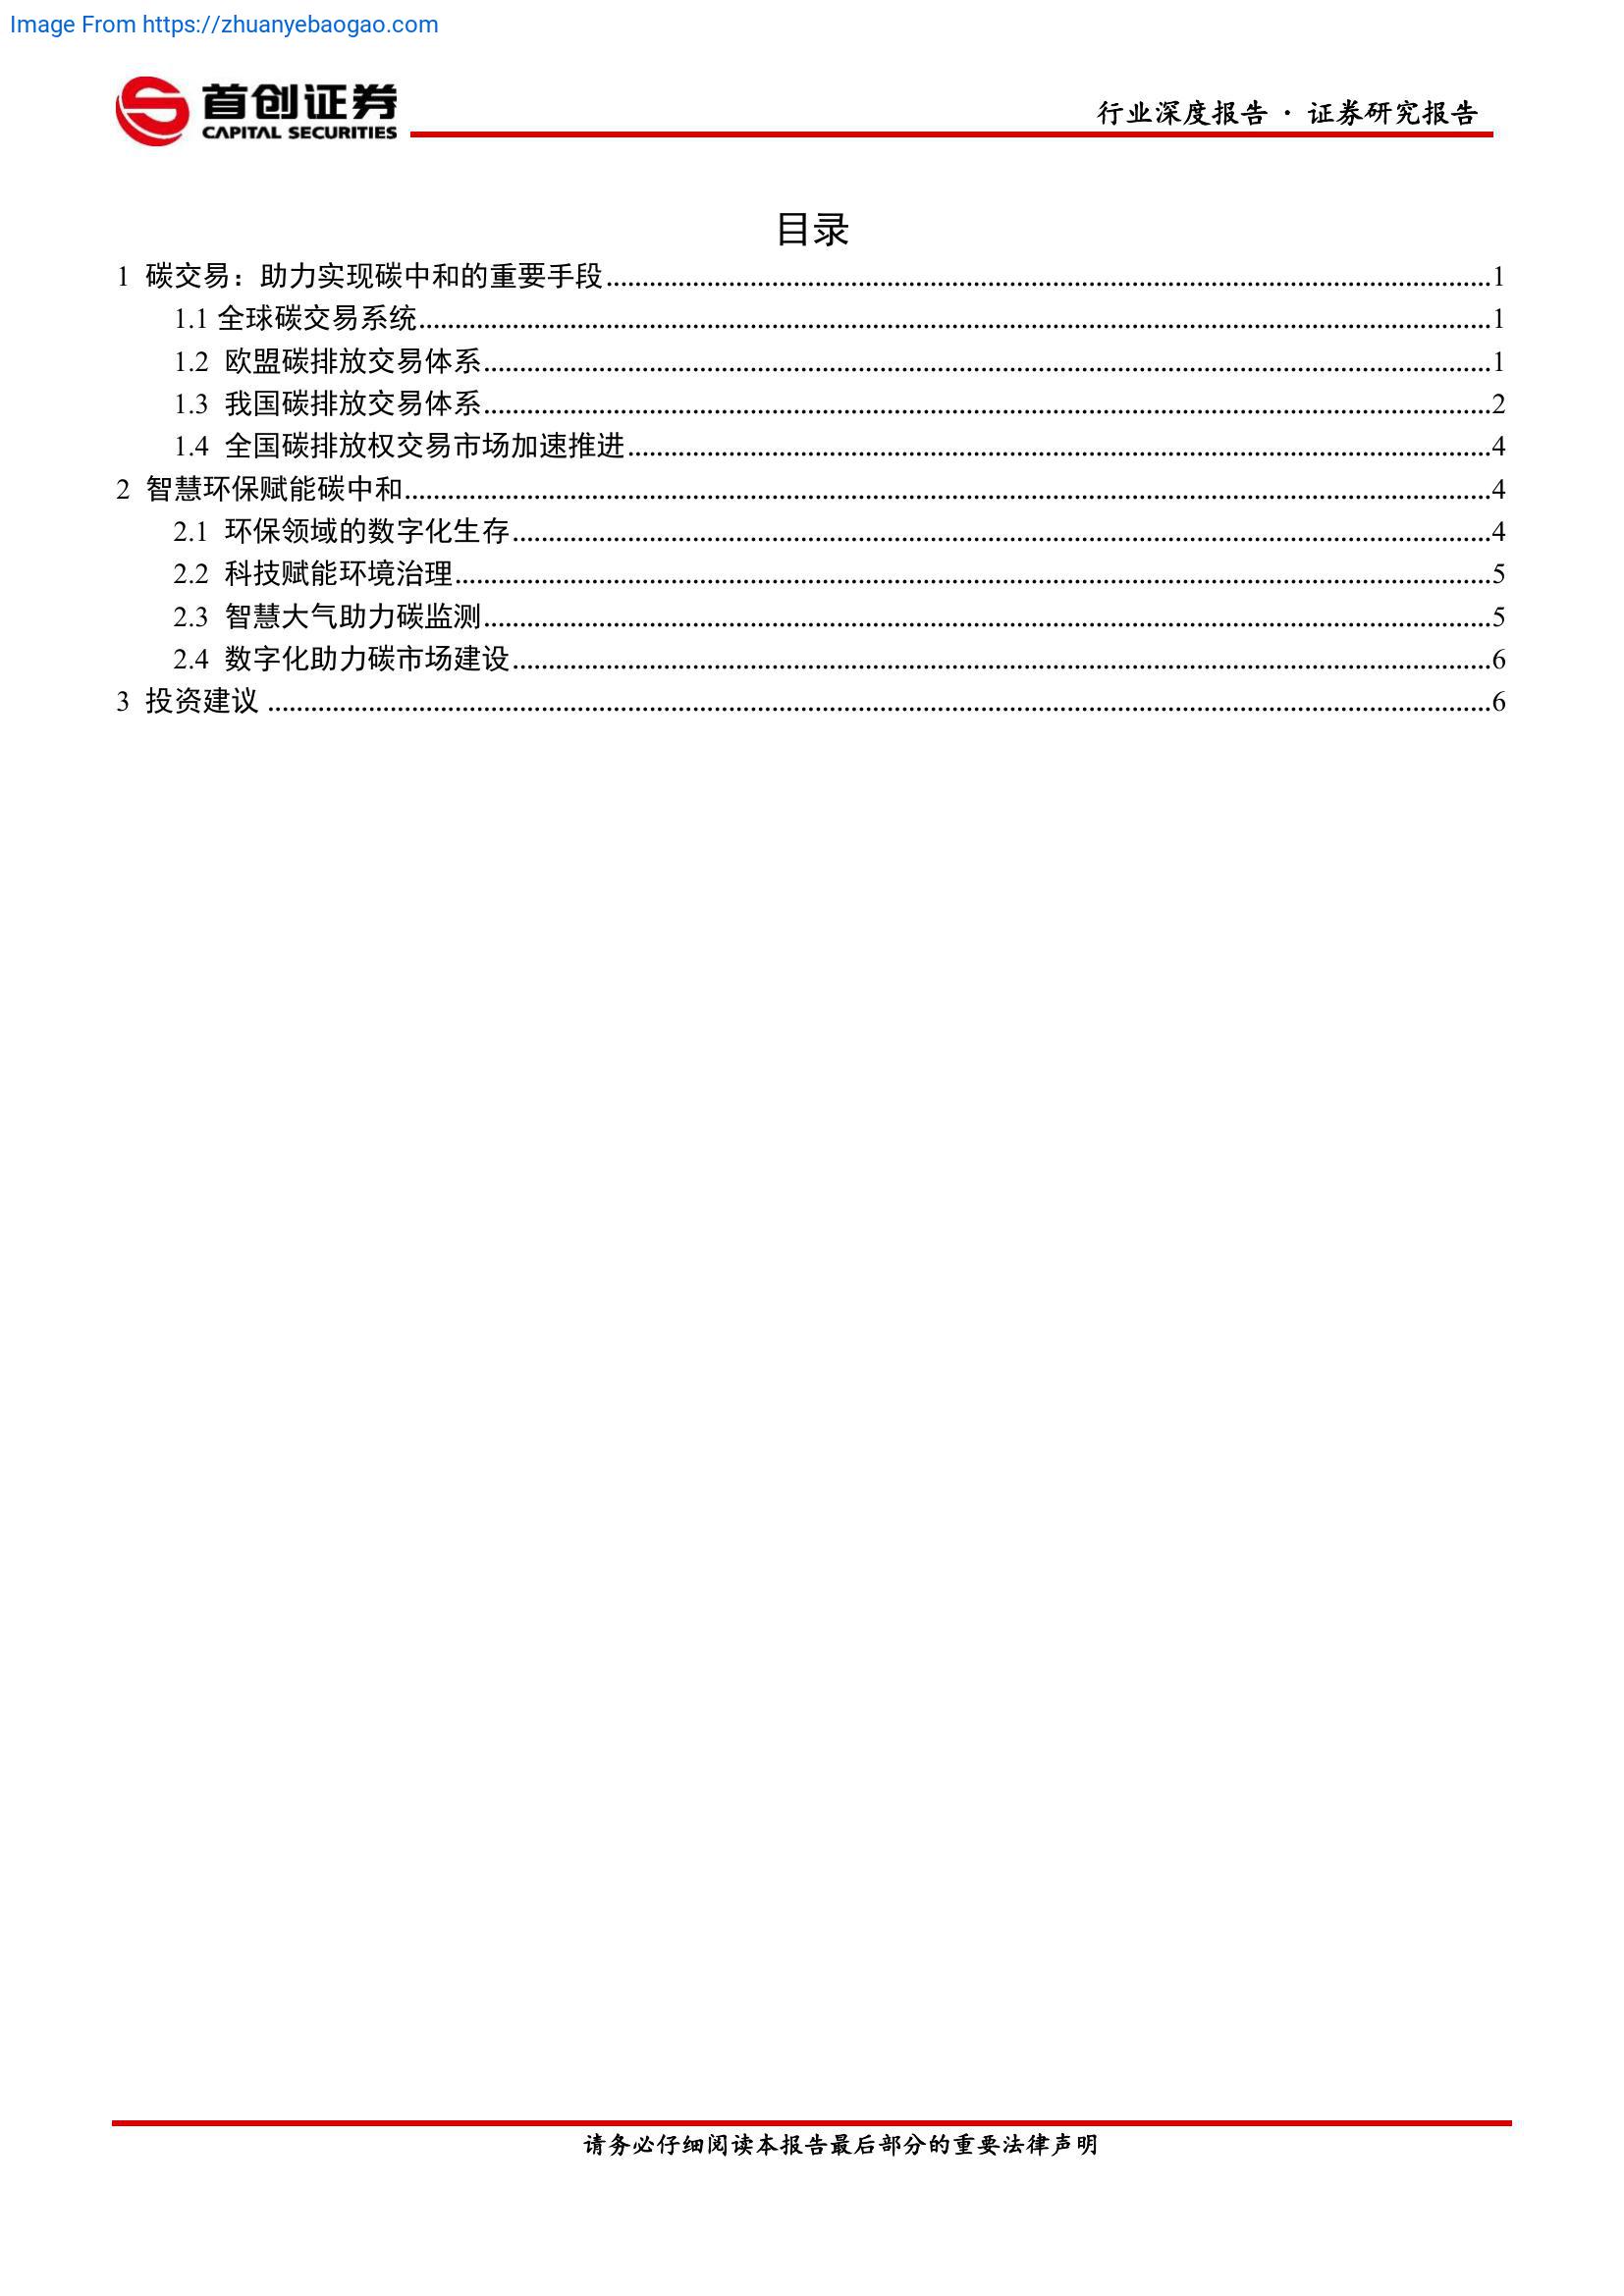 Image From https://zhuanyebaogao.com
首创证券
CAPITAL SECURITIES
行业深度报告 · 证券研究报告
目录
1 碳交易：助力实现碳中和的重要手段........................................1
1.1 全球碳交易系统........................................1
1.2 欧盟碳排放交易体系........................................1
1.3 我国碳排放交易体系........................................2
1.4 全国碳排放权交易市场加速推进........................................4
2 智慧环保赋能碳中和........................................4
2.1 环保领域的数字化生存........................................4
2.2 科技赋能环境治理........................................5
2.3 智慧大气助力碳监测........................................5
2.4 数字化助力碳市场建设........................................6
3 投资建议 ........................................6
请务必仔细阅读本报告最后部分的重要法律声明